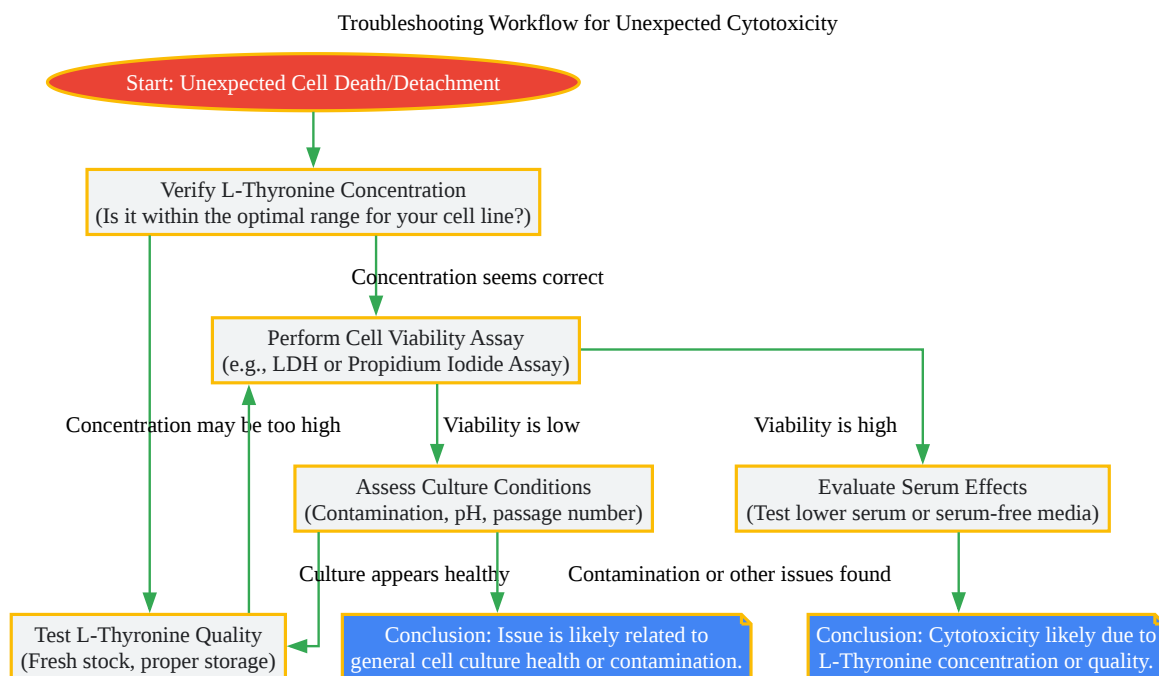 Troubleshooting Workflow for Unexpected Cytotoxicity
Start: Unexpected Cell Death/Detachment
Verify L-Thyronine Concentration
(Is it within the optimal range for your cell line?)
Concentration seems correct
Perform Cell Viability Assay
(e.g., LDH or Propidium Iodide Assay)
Concentration may be too high
Viability is low
Viability is high
Assess Culture Conditions
(Contamination, pH, passage number)
Evaluate Serum Effects
(Test lower serum or serum-free media)
Culture appears healthy
Contamination or other issues found
Test L-Thyronine Quality
(Fresh stock, proper storage)
Conclusion: Issue is likely related to
general cell culture health or contamination.
Conclusion: Cytotoxicity likely due to
L-Thyronine concentration or quality.